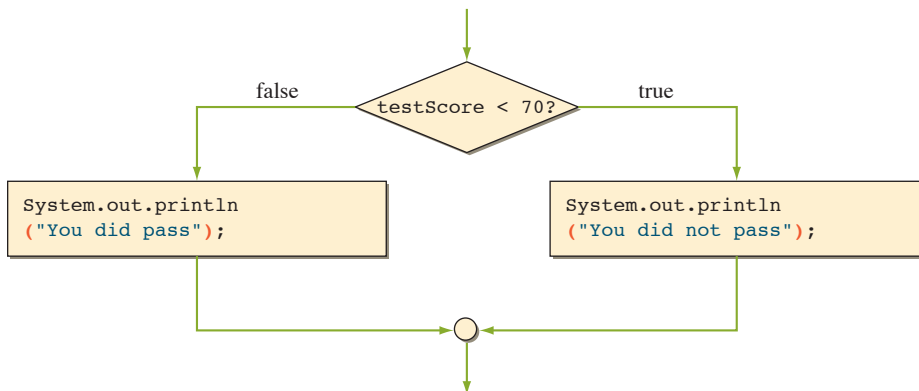 false
testScore < 70?
true
System.out.println
("You did pass");
System.out.println
("You did not pass");